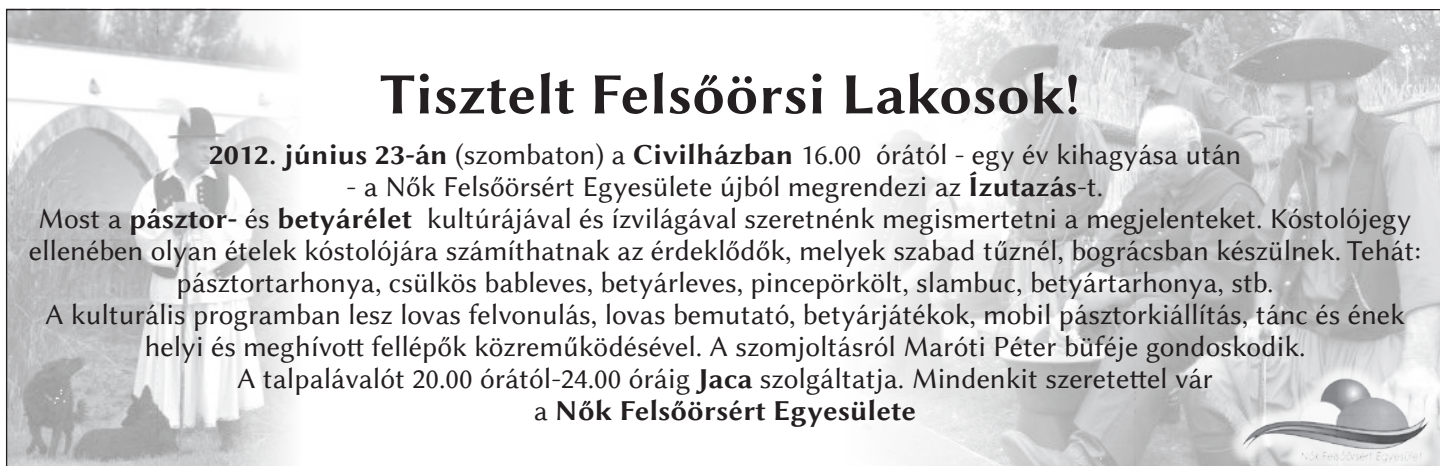 Tisztelt Felsőörsi Lakosok!
2012. június 23-án (szombaton) a Civilházban 16.00 órától - egy év kihagyása után
- a Nők Felsőörsért Egyesülete újból megrendezi az Ízutazás-t.
Most a pásztor- és betyárélet kultúrájával és ízvilágával szeretnénk megismertetni a megjelenteket. Kóstolójegy
ellenében olyan ételek kóstolójára számíthatnak az érdeklődők, melyek szabad tűznél, bográcsban készülnek. Tehát:
pásztortarhonya, csülkös bableves, betyárleves, pincepörkölt, slambuc, betyártarhonya, stb.
A kulturális programban lesz lovas felvonulás, lovas bemutató, betyárjátékok, mobil pásztorkiállítás, tánc és ének
helyi és meghívott fellépők közreműködésével. A szomjoltásról Maróti Péter büféje gondoskodik.
A talpalávalót 20.00 órától-24.00 óráig Jaca szolgáltatja. Mindenkit szeretettel vár
a Nők Felsőörsért Egyesülete
Nők Felsőörsért Egyesület